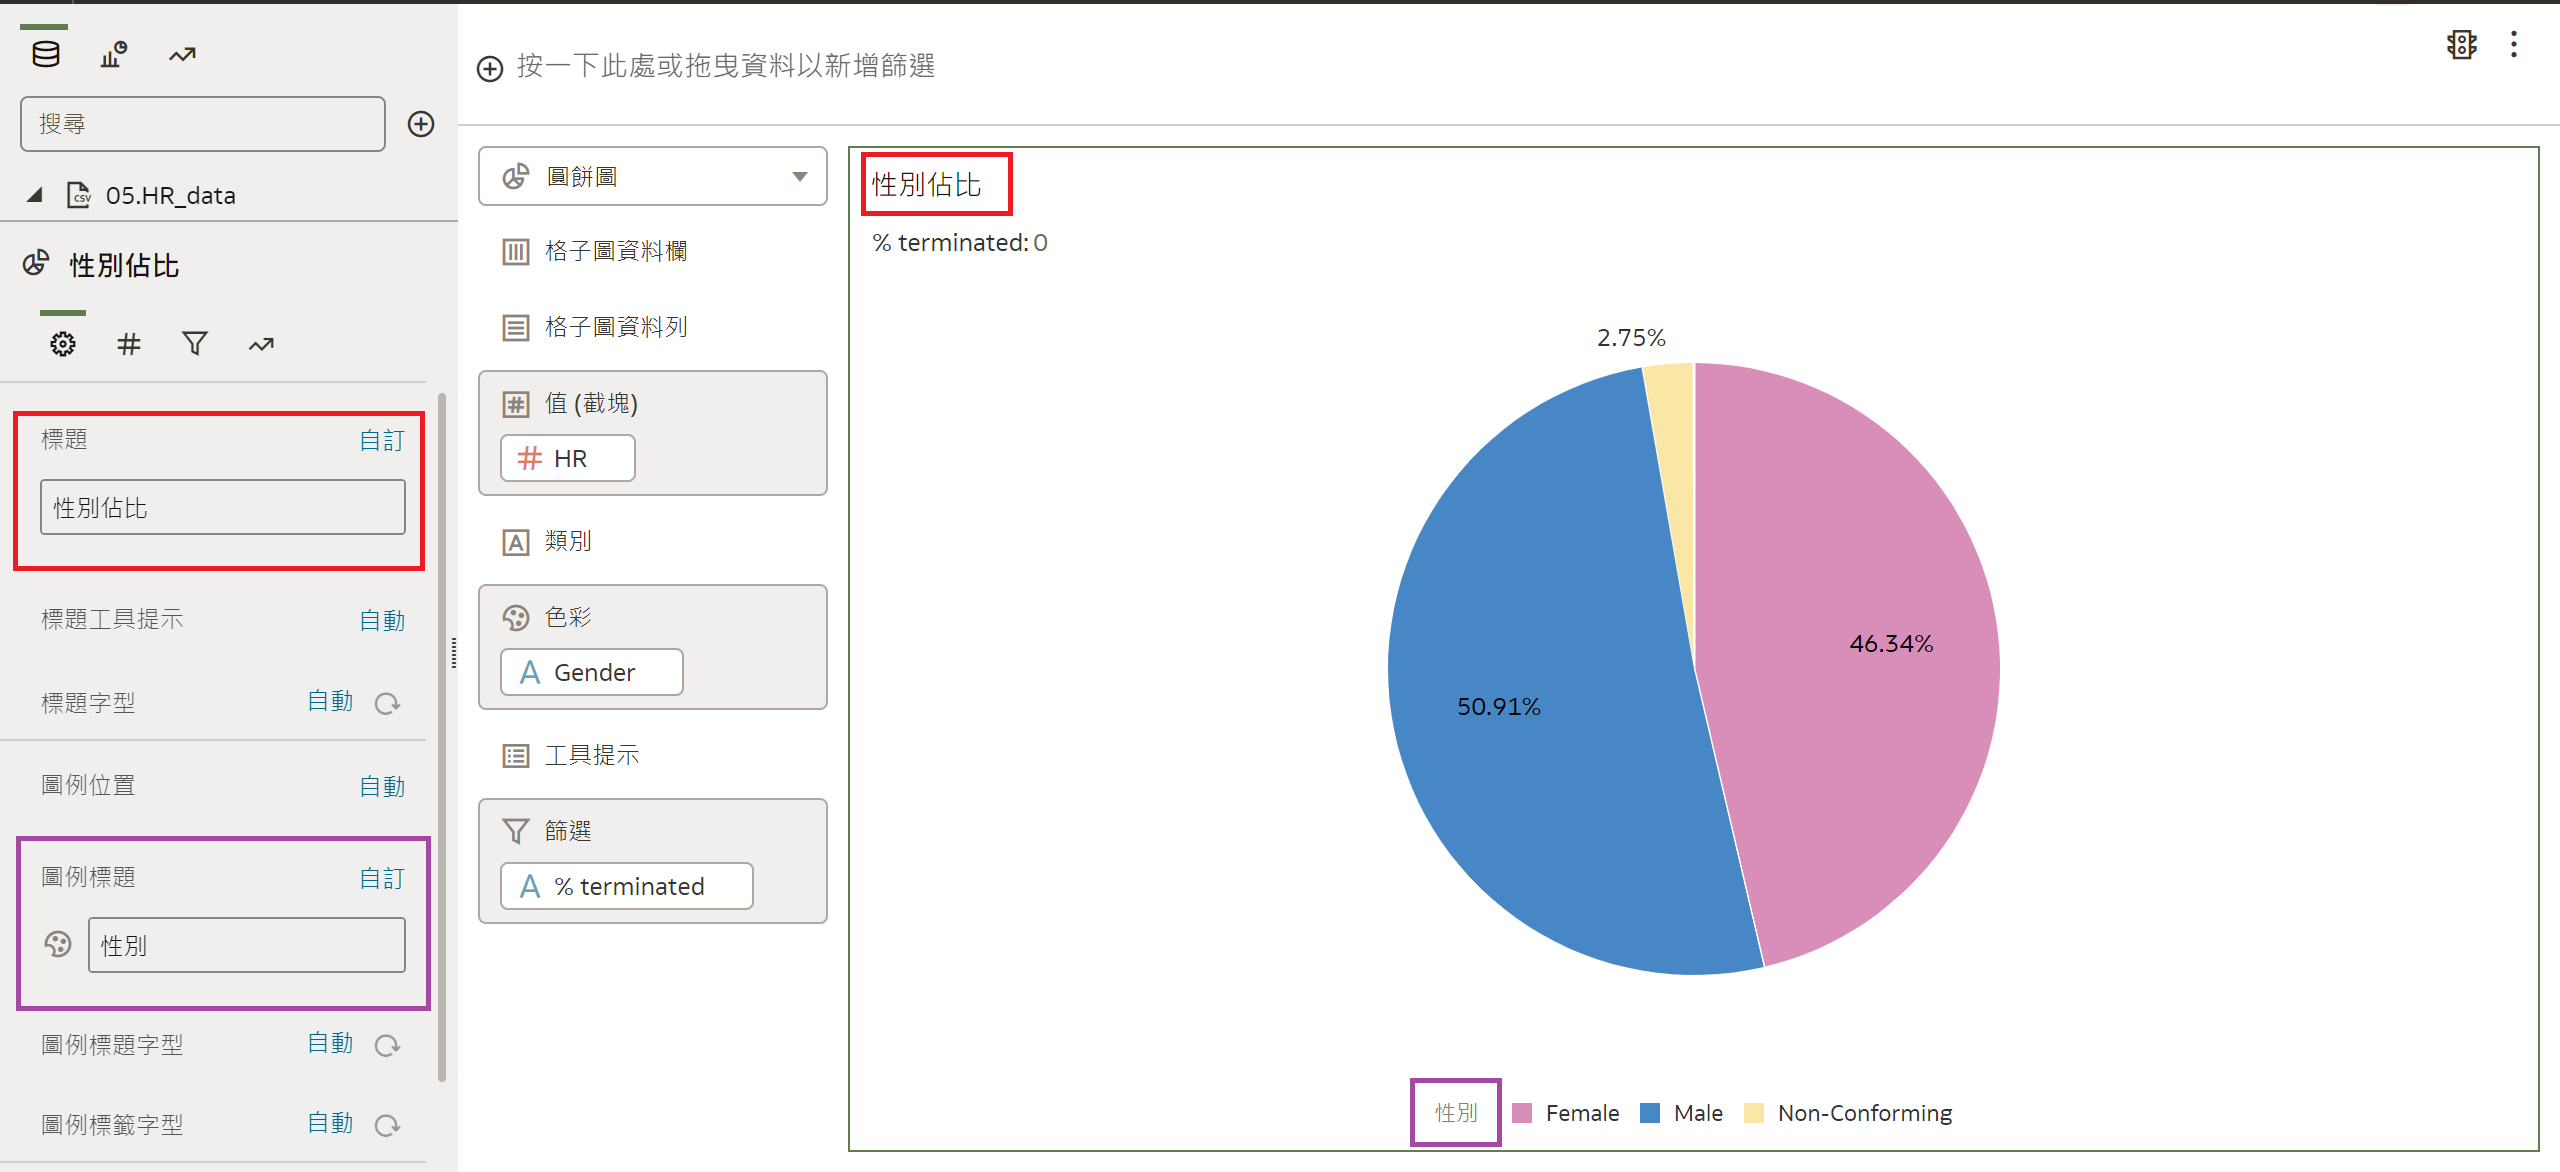 搜尋
05.HR_data
性別佔比
標題 自訂
性別佔比
標題工具提示 自動
標題字型 自動
圖例位置 自動
圖例標題 自訂
性別
圖例標題字型 自動
圖例標籤字型 自動
按一下此處或拖曳資料以新增篩選
圓餅圖
格子圖資料欄
格子圖資料列
值 (截塊)
# HR
類別
色彩
A Gender
工具提示
篩選
A % terminated
性別佔比
% terminated: 0
2.75%
46.34%
50.91%
性別 Female Male Non-Conforming